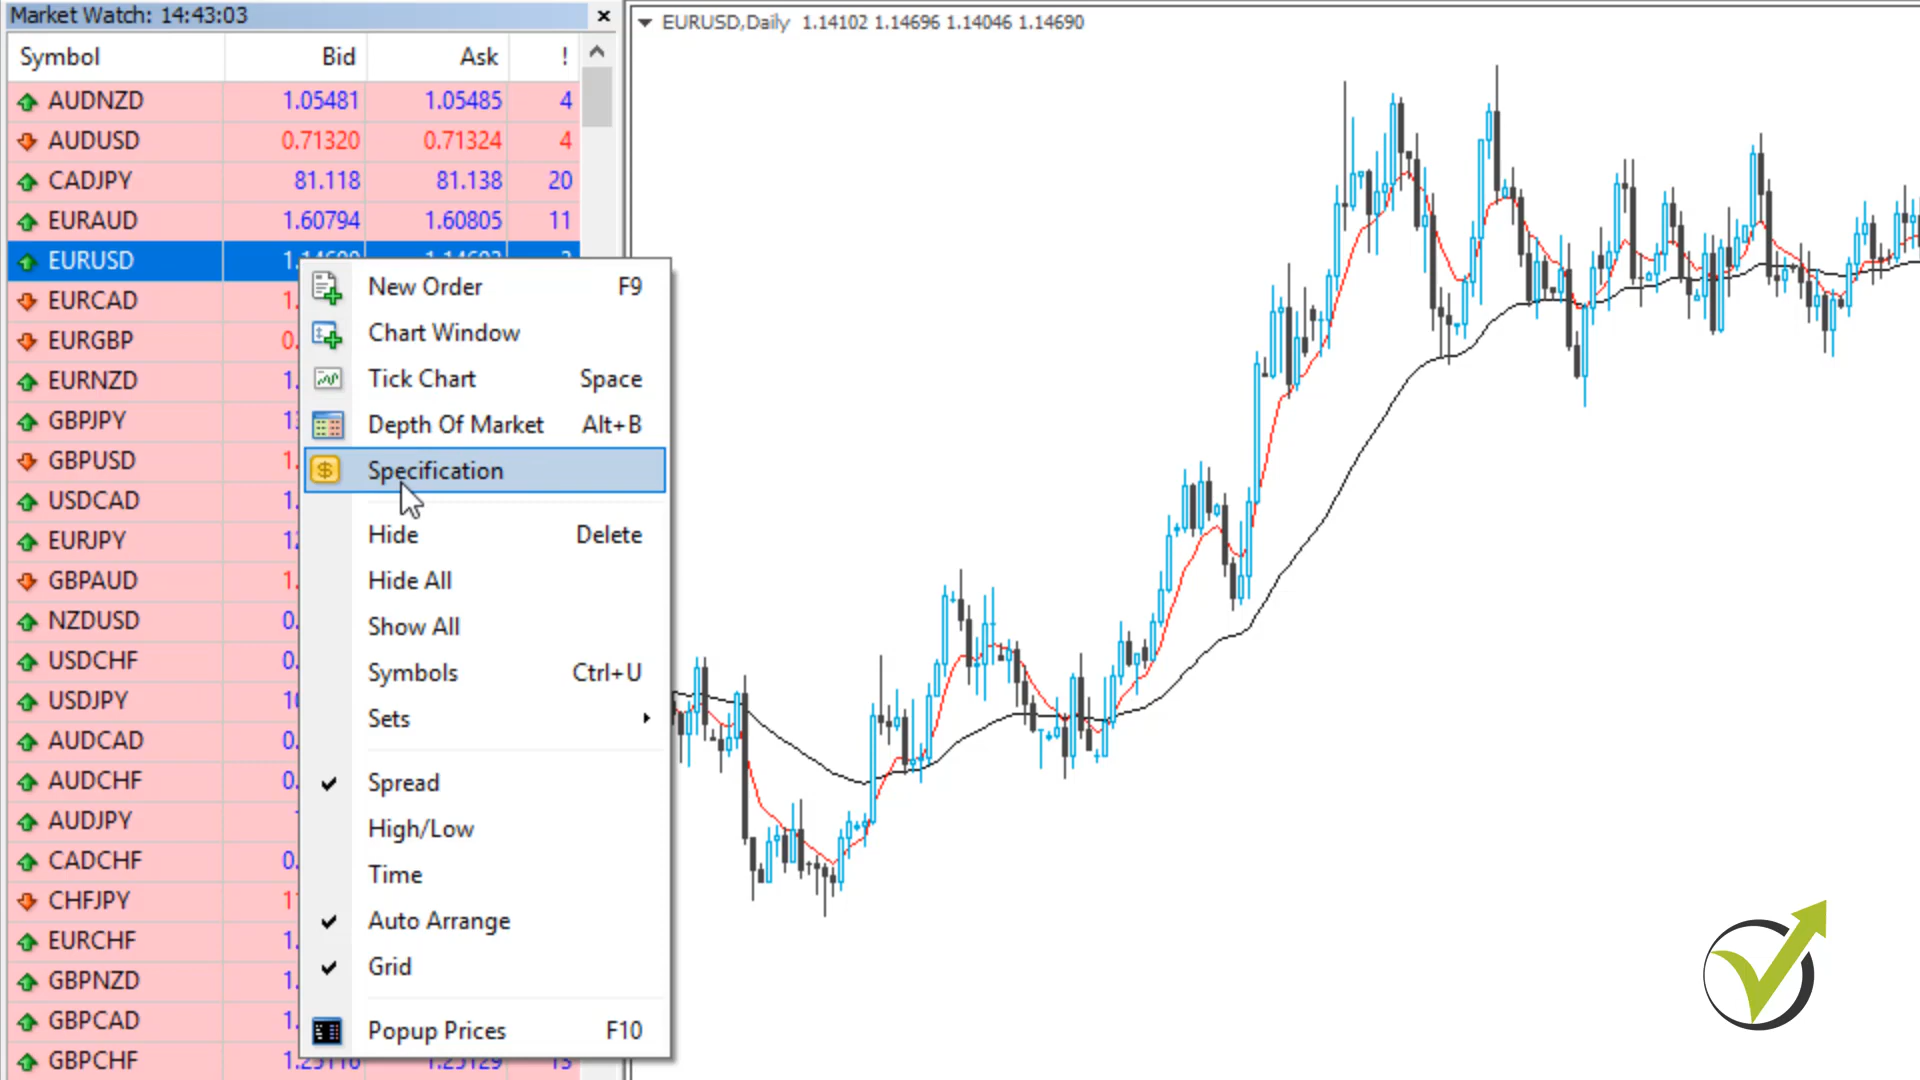 Market Watch: 14:43:03
EURUSD,Daily 1.14102 1.14696 1.14046 1.14690
Symbol Bid Ask !
AUDNZD 1.05481 1.05485 4
AUDUSD 0.71320 0.71324 4
CADJPY 81.118 81.138 20
EURAUD 1.60794 1.60805 11
EURUSD
EURCAD
EURGBP
EURNZD
GBPJPY
GBPUSD
USDCAD
EURJPY
GBPAUD
NZDUSD
USDCHF
USDJPY
AUDCAD
AUDCHF
AUDJPY
CADCHF
CHFJPY
EURCHF
GBPNZD
GBPCAD
GBPCHF
New Order F9
Chart Window
Tick Chart Space
Depth Of Market Alt+B
Specification
Hide Delete
Hide All
Show All
Symbols Ctrl+U
Sets
Spread
High/Low
Time
Auto Arrange
Grid
Popup Prices F10